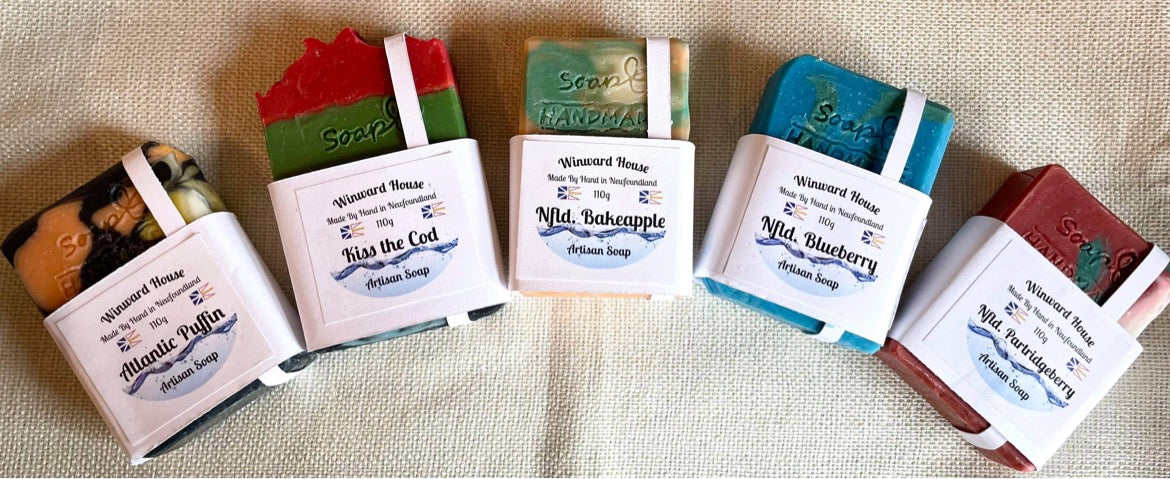 Winward House
Made By Hand in Newfoundland
110g
Atlantic Puffin
Artisan Soap
Soap
Winward House
Made By Hand in Newfoundland
110g
Kiss the Cod
Artisan Soap
Soap
HANDMA
Winward House
Made By Hand in Newfoundland
110g
Nfld. Bakeapple
Artisan Soap
Soap
HANDM
Winward House
Made By Hand in Newfoundland
110g
Nfld. Blueberry
Artisan Soap
Soap
HAND
Winward House
Made By Hand in Newfoundland
110g
Nfld. Partridgeberry
Artisan Soap